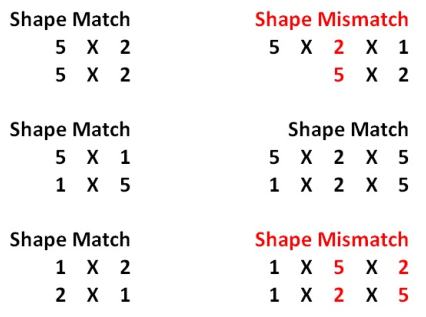 Shape Match
5 X 2
5 X 2
Shape Mismatch
5 X 2 X 1
5 X 2
Shape Match
5 X 1
1 X 5
Shape Match
5 X 2 X 5
1 X 2 X 5
Shape Match
1 X 2
2 X 1
Shape Mismatch
1 X 5 X 2
1 X 2 X 5